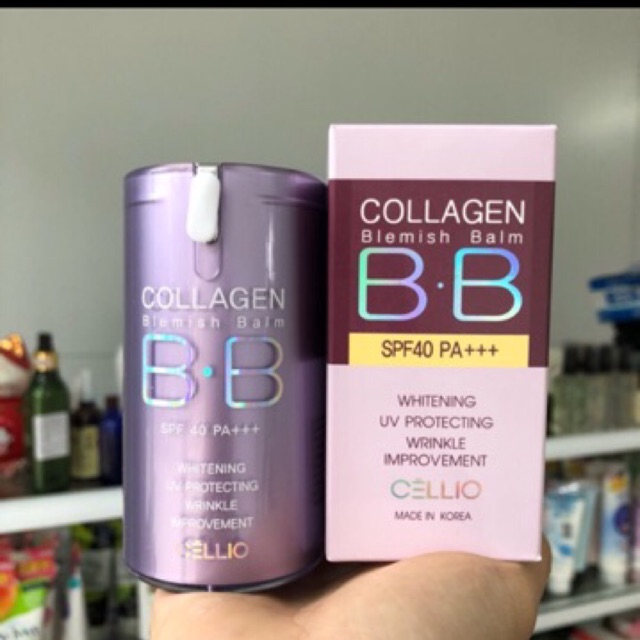 COLLAGEN
Blemish Balm
B·B
SPF 40 PA+++
WHITENING
UV PROTECTING
WRINKLE
IMPROVEMENT
CELLIO
COLLAGEN
Blemish Balm
B·B
SPF40 PA+++
WHITENING
UV PROTECTING
WRINKLE
IMPROVEMENT
CĖLLIO
MADE IN KOREA